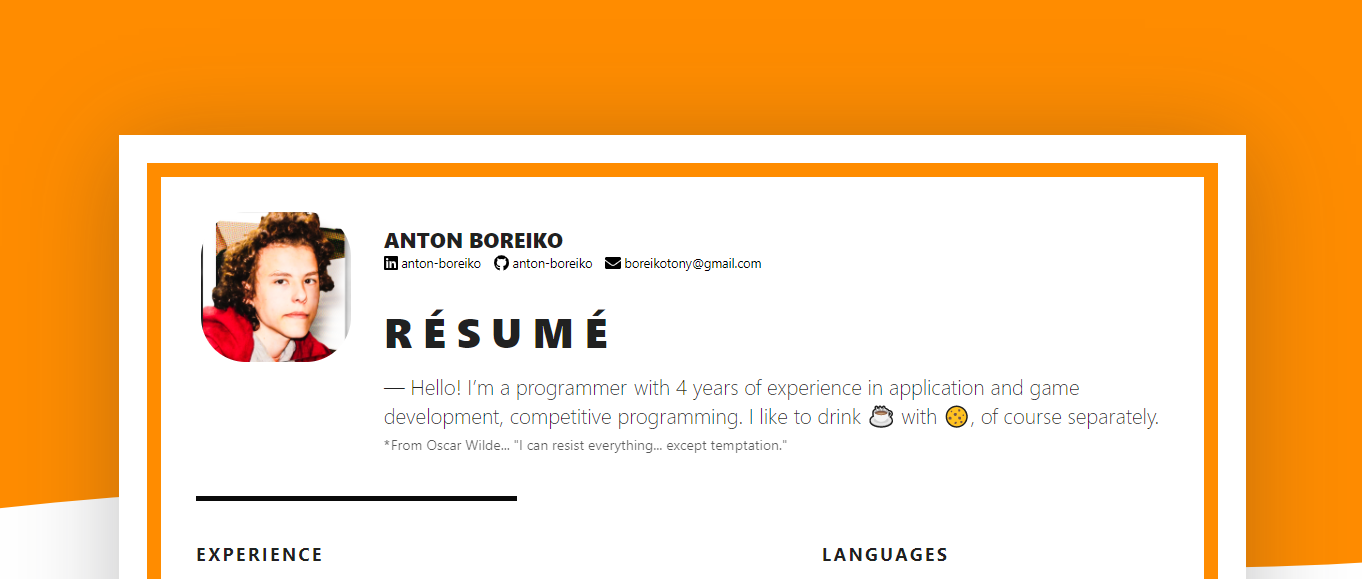 ANTON BOREIKO
anton-boreiko anton-boreiko boreikotony@gmail.com
RÉSUMÉ
— Hello! I’m a programmer with 4 years of experience in application and game
development, competitive programming. I like to drink ☕ with 🍪, of course separately.
*From Oscar Wilde... "I can resist everything... except temptation."
EXPERIENCE
LANGUAGES